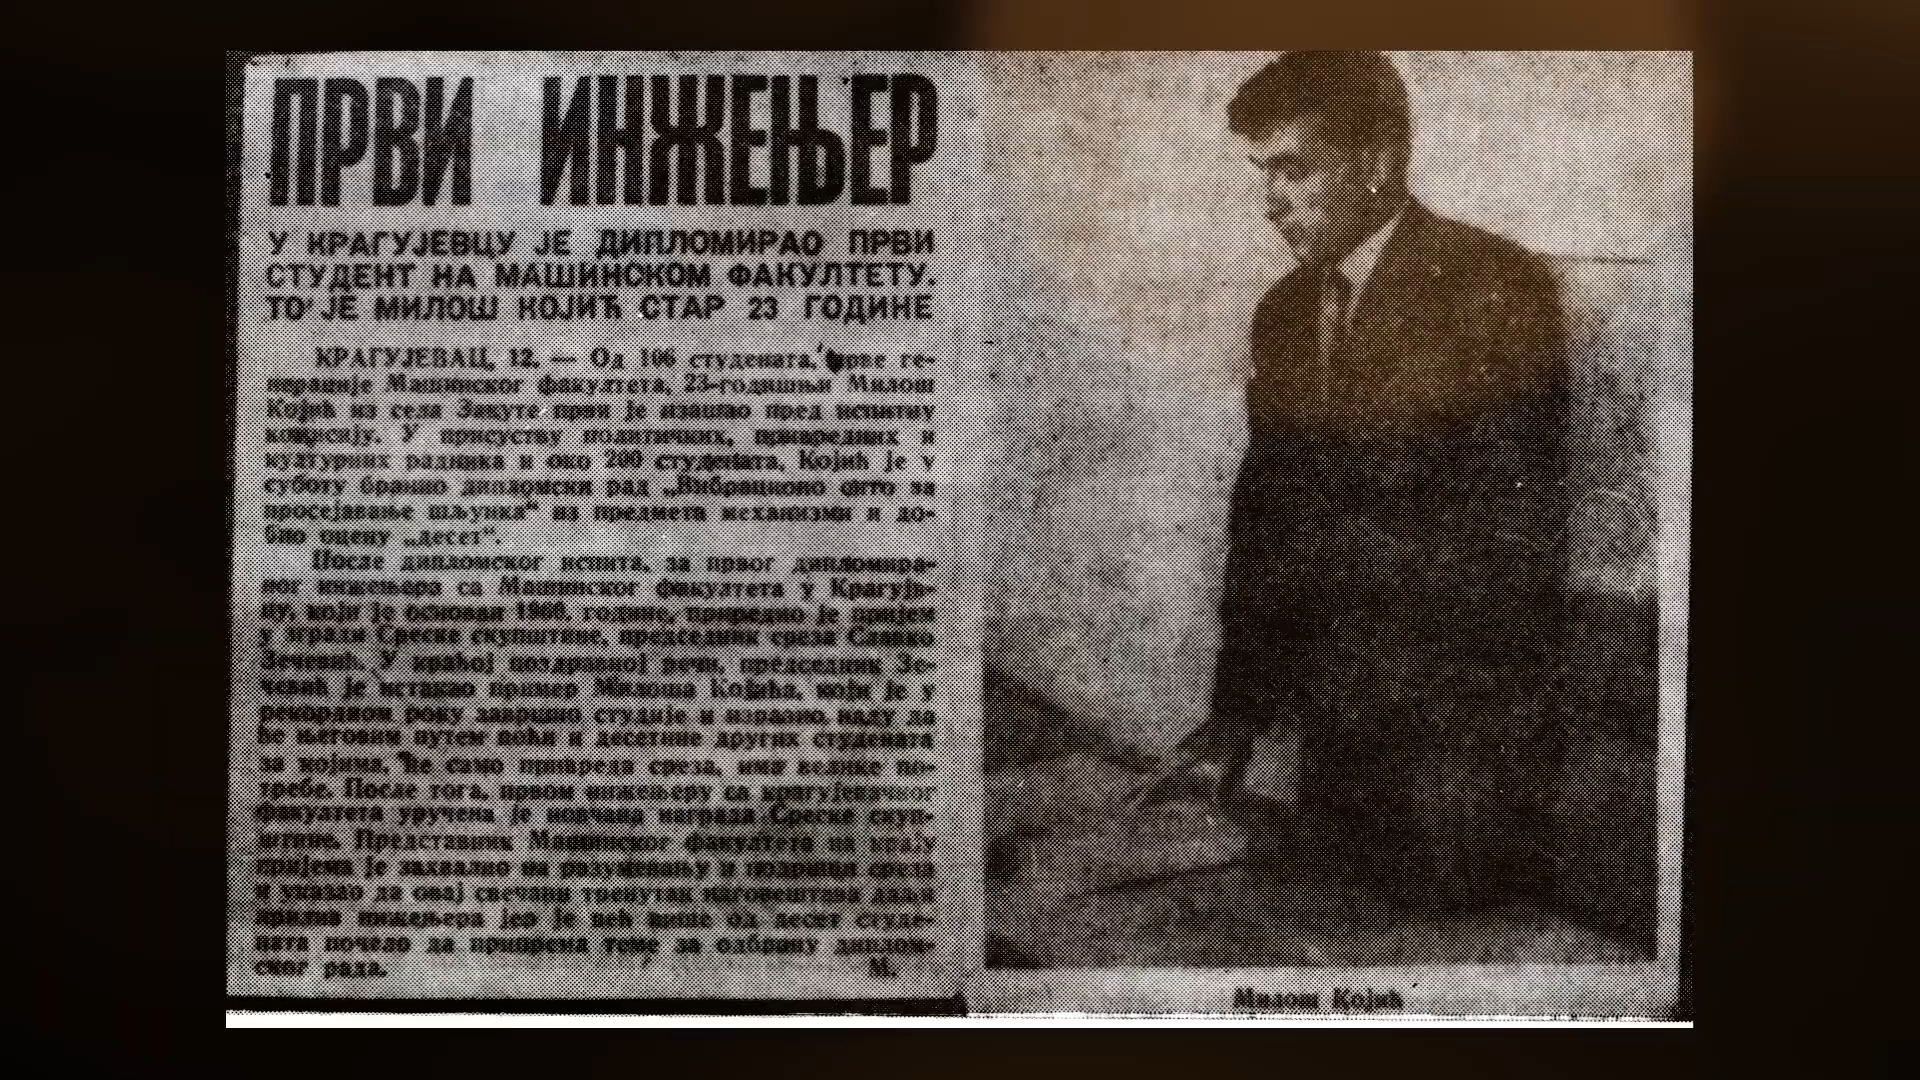 ПРВИ ИНЖЕЊЕР
У КРАГУЈЕВЦУ ЈЕ ДИПЛОМИРАО ПРВИ
СТУДЕНТ НА МАШИНСКОМ ФАКУЛТЕТУ.
ТО ЈЕ МИЛОШ КОЈИЋ СТАР 23 ГОДИНЕ
КРАГУЈЕВАЦ, 12. — Од 106 студената, прве ге-
нерације Машинског факултета, 23-годишњи Милош
Којић из села Закуте први је изашао пред испитну
комисију. У присуству политичких, привредних и
културних радника и око 200 студената, Којић је у
суботу бранио дипломски рад „Вибрационо сито за
просејавање шљунка“ из предмета механизми и до-
био оцену „десет“.
После дипломског испита, за првог дипломира-
ног инжењера са Машинског факултета у Крагујев-
цу, који је основан 1960. године, приредио је пријем
у згради Среске скупштине, председник среза Славко
Зечевић. У краћој поздравној речи, председник Зе-
чевић је истакао пример Милоша Којића, који је у
рекордном року завршио студије и изразио наду да
ће његовим путем поћи и десетине других студената
за којима, не само привреда среза, има велике по-
требе. После тога, првом инжењеру са крагујевачког
факултета уручена је новчана награда Среске скуп-
штине. Представник Машинског факултета на крају
пријема је захвалио на разумевању и подршци среза
и указао да овај свечани тренутак наговештава даљи
прилив инжењера јер је већ више од десет студе-
ната почело да припрема теме за одбрану диплом-
ског рада.
М.
Милош Којић